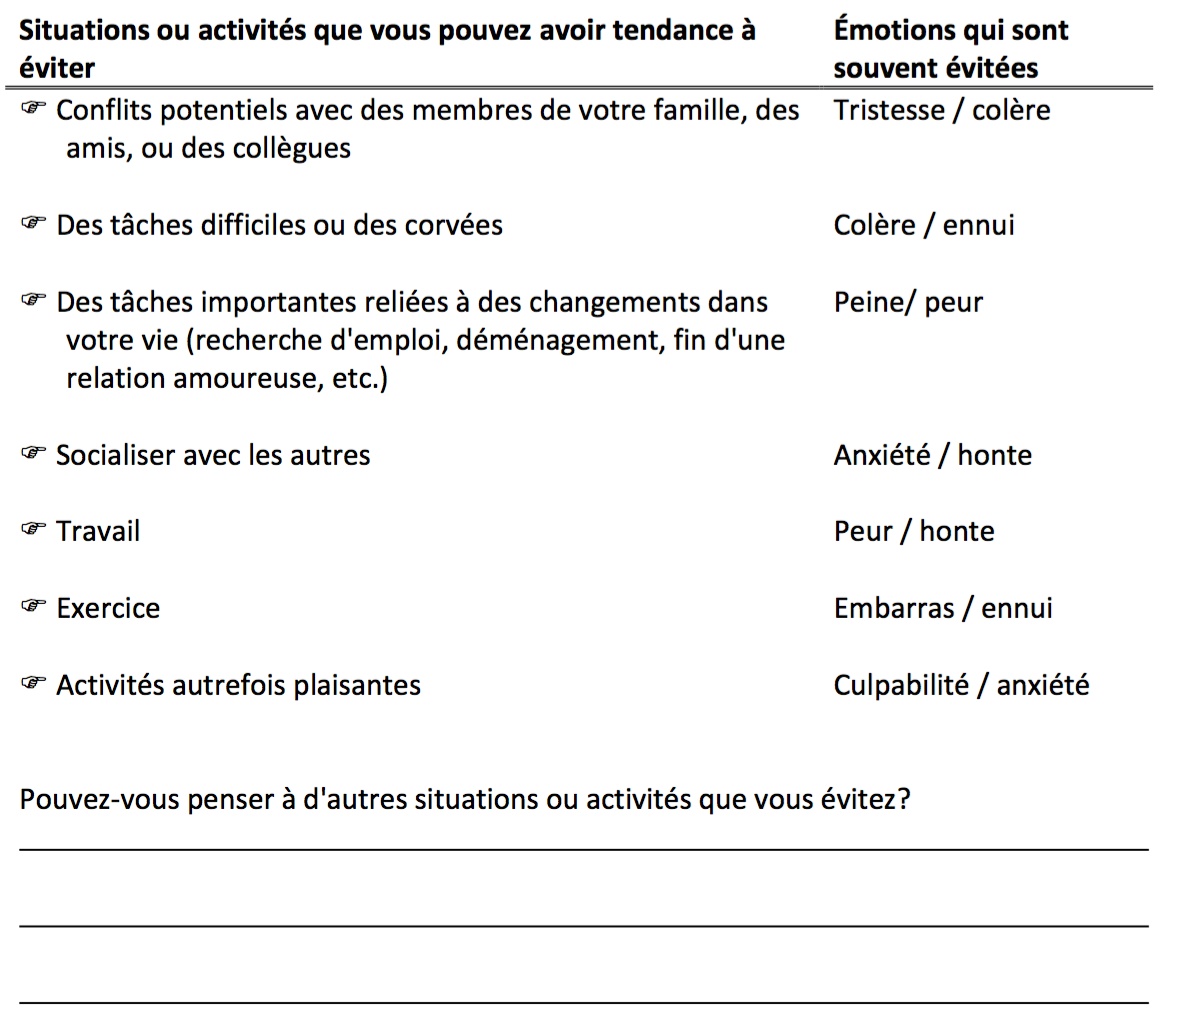 Situations ou activités que vous pouvez avoir tendance à éviter
Émotions qui sont souvent évitées
☞ Conflits potentiels avec des membres de votre famille, des
amis, ou des collègues
Tristesse / colère
☞ Des tâches difficiles ou des corvées
Colère / ennui
☞ Des tâches importantes reliées à des changements dans
votre vie (recherche d'emploi, déménagement, fin d'une
relation amoureuse, etc.)
Peine/ peur
☞ Socialiser avec les autres
Anxiété / honte
☞ Travail
Peur / honte
☞ Exercice
Embarras / ennui
☞ Activités autrefois plaisantes
Culpabilité / anxiété
Pouvez-vous penser à d'autres situations ou activités que vous évitez?